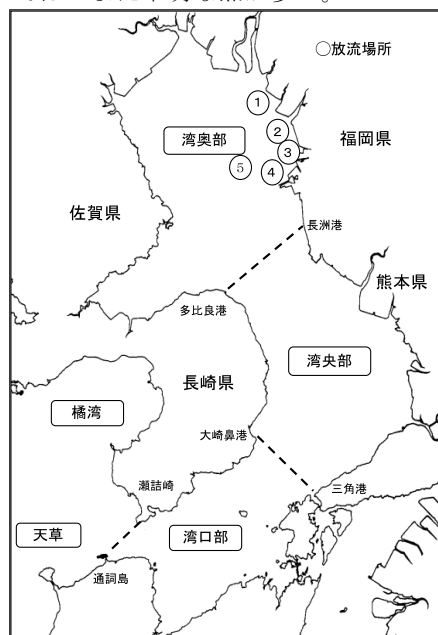 ○放流場所
1
2
湾奥部
3
福岡県
5
4
佐賀県
長洲港
熊本県
多比良港
湾央部
長崎県
橘湾
大崎鼻港
瀬詰崎
三角港
天草
湾口部
通詞島